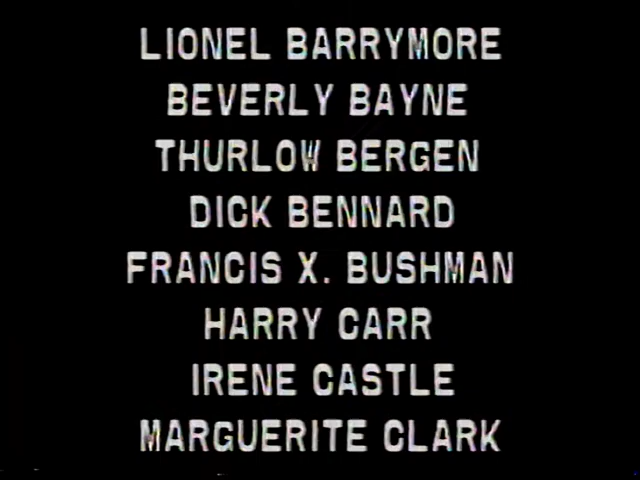 LIONEL BARRYMORE
BEVERLY BAYNE
THURLOW BERGEN
DICK BENNARD
FRANCIS X. BUSHMAN
HARRY CARR
IRENE CASTLE
MARGUERITE CLARK